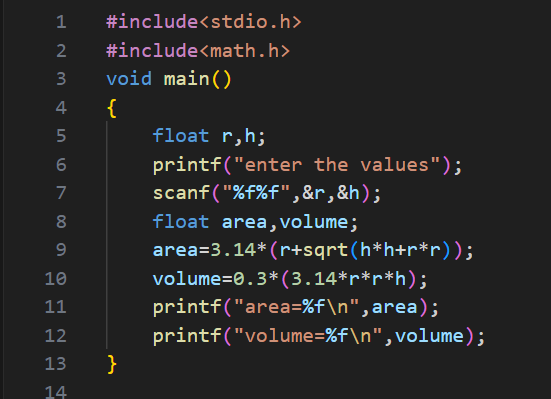 1 #include<stdio.h>
2 #include<math.h>
3 void main()
4 {
5 float r,h;
6 printf("enter the values");
7 scanf("%f%f",&r,&h);
8 float area,volume;
9 area=3.14*(r+sqrt(h*h+r*r));
10 volume=0.3*(3.14*r*r*h);
11 printf("area=%f\n",area);
12 printf("volume=%f\n",volume);
13 }
14